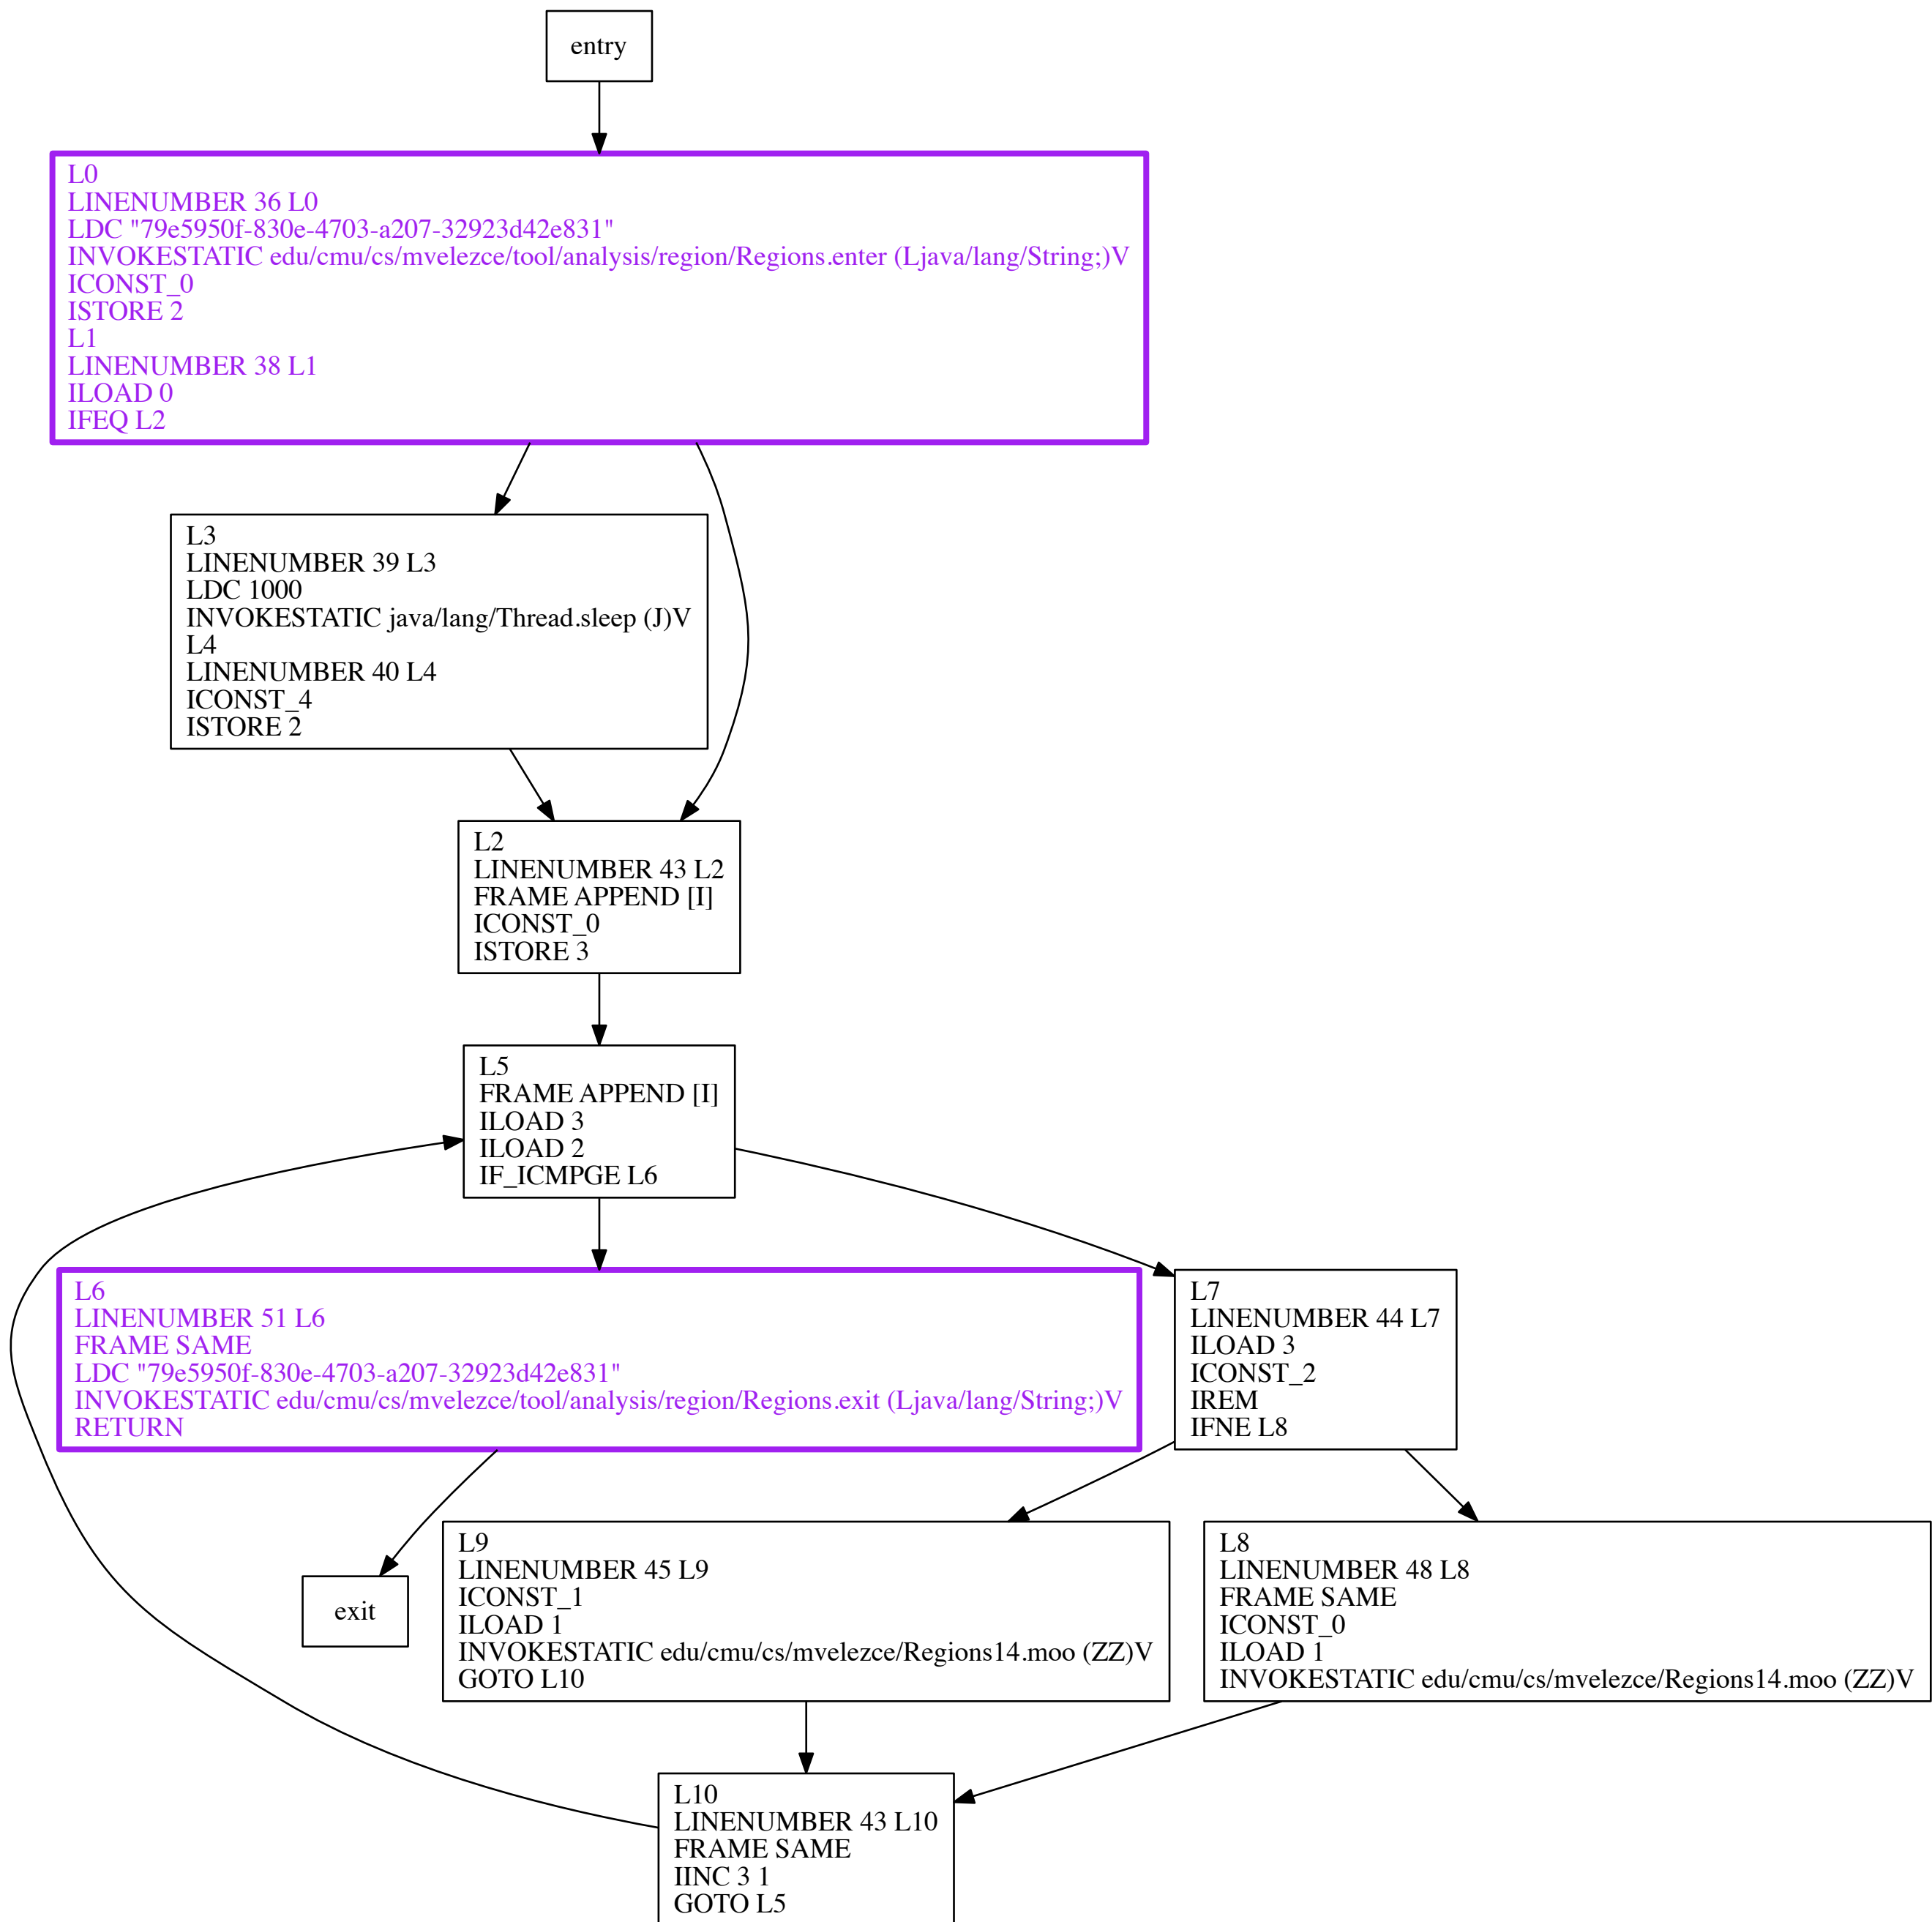 entry
L0
LINENUMBER 36 L0
LDC "79e5950f-830e-4703-a207-32923d42e831"
INVOKESTATIC edu/cmu/cs/mvelezce/tool/analysis/region/Regions.enter (Ljava/lang/String;)V
ICONST_0
ISTORE 2
L1
LINENUMBER 38 L1
ILOAD 0
IFEQ L2
L3
LINENUMBER 39 L3
LDC 1000
INVOKESTATIC java/lang/Thread.sleep (J)V
L4
LINENUMBER 40 L4
ICONST_4
ISTORE 2
L2
LINENUMBER 43 L2
FRAME APPEND [I]
ICONST_0
ISTORE 3
L5
FRAME APPEND [I]
ILOAD 3
ILOAD 2
IF_ICMPGE L6
L6
LINENUMBER 51 L6
FRAME SAME
LDC "79e5950f-830e-4703-a207-32923d42e831"
INVOKESTATIC edu/cmu/cs/mvelezce/tool/analysis/region/Regions.exit (Ljava/lang/String;)V
RETURN
L7
LINENUMBER 44 L7
ILOAD 3
ICONST_2
IREM
IFNE L8
exit
L9
LINENUMBER 45 L9
ICONST_1
ILOAD 1
INVOKESTATIC edu/cmu/cs/mvelezce/Regions14.moo (ZZ)V
GOTO L10
L8
LINENUMBER 48 L8
FRAME SAME
ICONST_0
ILOAD 1
INVOKESTATIC edu/cmu/cs/mvelezce/Regions14.moo (ZZ)V
L10
LINENUMBER 43 L10
FRAME SAME
IINC 3 1
GOTO L5